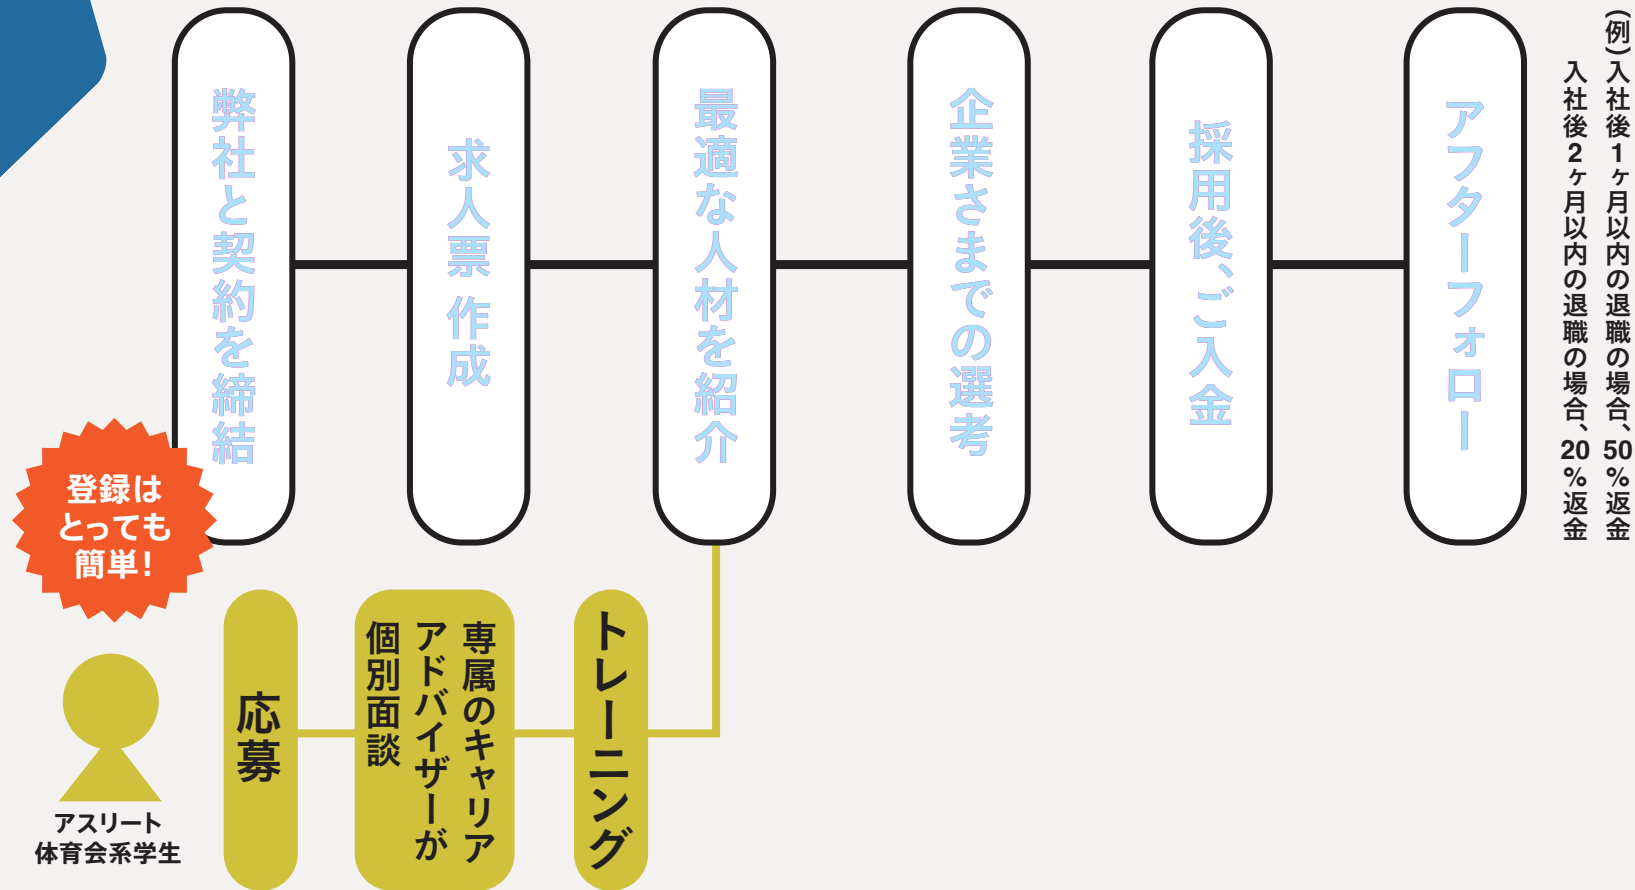 弊社と契約を締結
求人票 作成
最適な人材を紹介
企業さまでの選考
採用後、ご入金
アフターフォロー
(例)入社後1ヶ月以内の退職の場合、50%返金
入社後2ヶ月以内の退職の場合、20%返金
登録は
とっても
簡単!
アスリート
体育会系学生
応募
専属のキャリア
アドバイザーが
個別面談
トレーニング